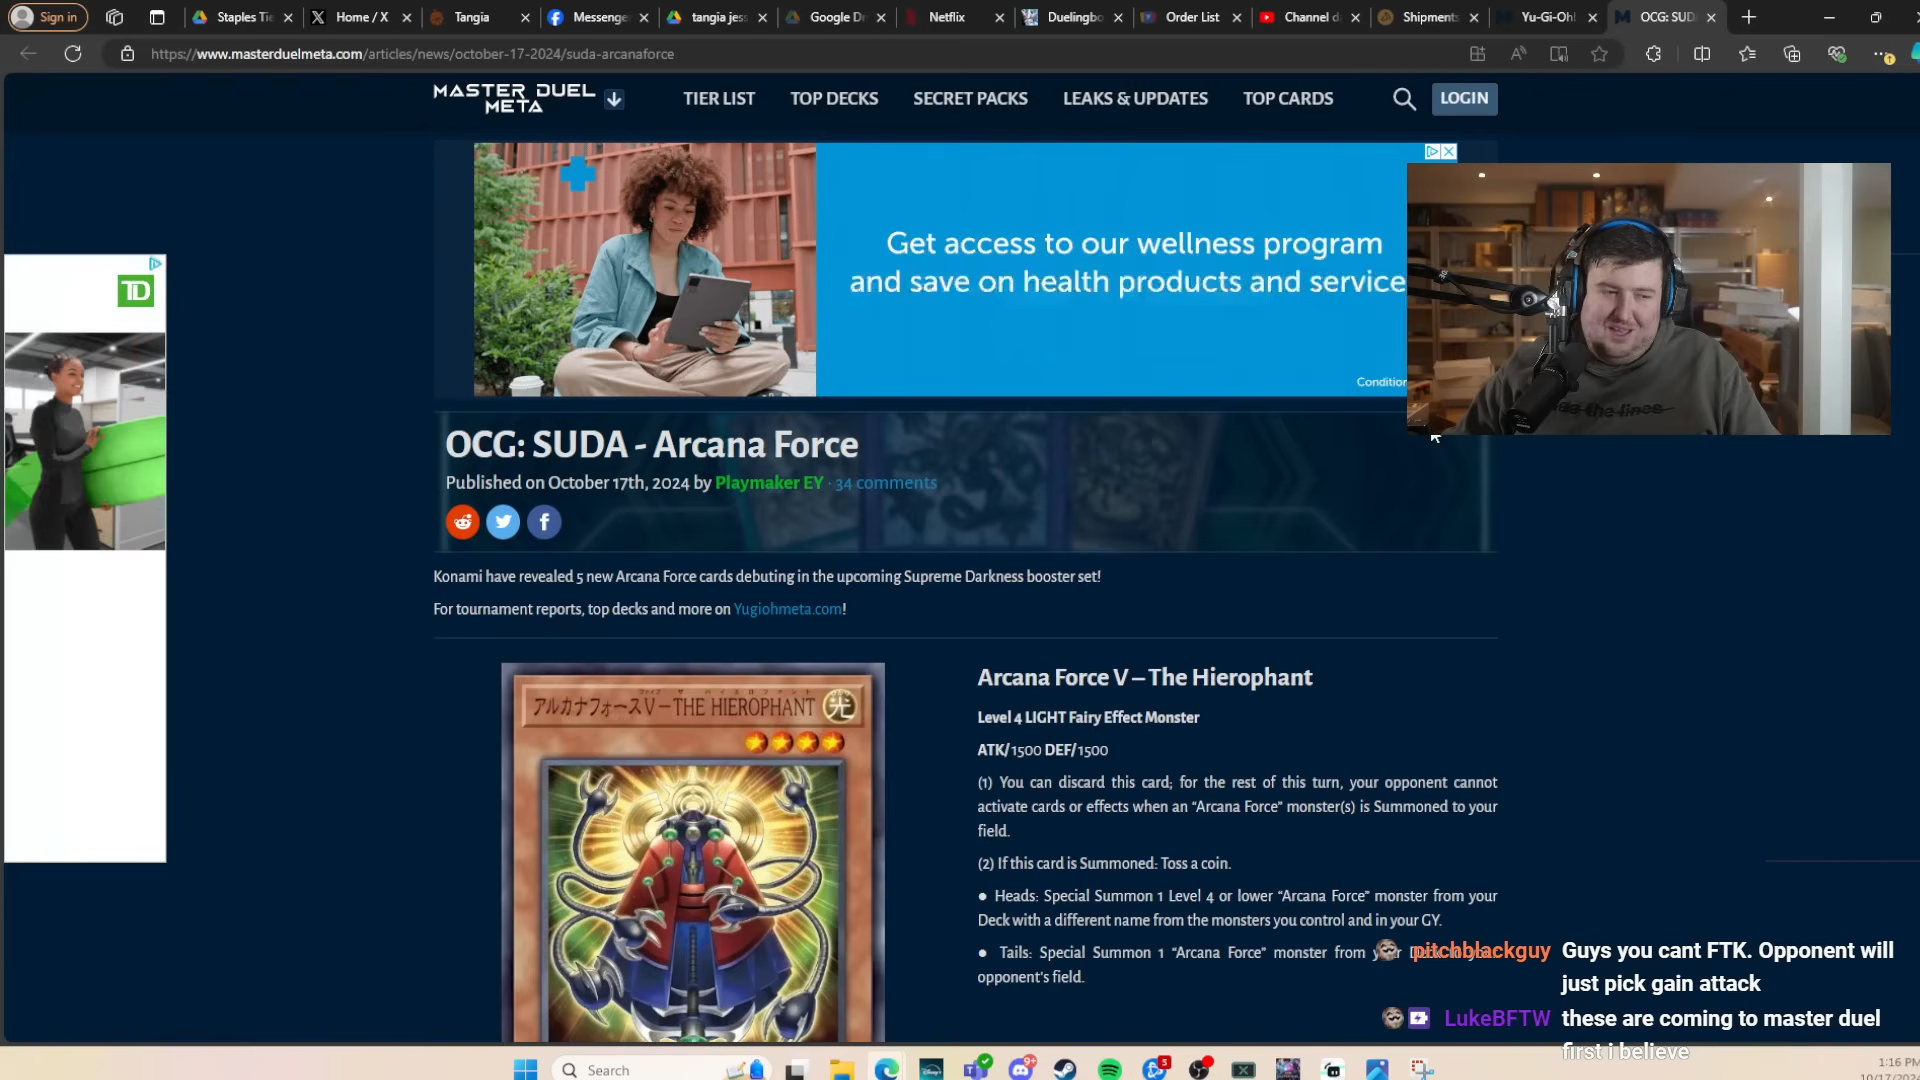 Sign in
Staples Tie
Home / X
Tangia
Messenge
tangia jess
Google Dr
Netflix
Duelingbo
Order List
Channel d
Shipments
Yu-Gi-Oh!
OCG: SUD
https://www.masterduelmeta.com/articles/news/october-17-2024/suda-arcanaforce
MASTER DUEL
META
TIER LIST
TOP DECKS
SECRET PACKS
LEAKS & UPDATES
TOP CARDS
LOGIN
Get access to our wellness program
and save on health products and service
Condition
TD
OCG: SUDA - Arcana Force
Published on October 17th, 2024 by Playmaker EY · 34 comments
Konami have revealed 5 new Arcana Force cards debuting in the upcoming Supreme Darkness booster set!
For tournament reports, top decks and more on Yugiohmeta.com!
アルカナフォースV－THE HIEROPHANT 光
Arcana Force V – The Hierophant
Level 4 LIGHT Fairy Effect Monster
ATK/ 1500 DEF/ 1500
(1) You can discard this card; for the rest of this turn, your opponent cannot
activate cards or effects when an “Arcana Force” monster(s) is Summoned to your
field.
(2) If this card is Summoned: Toss a coin.
● Heads: Special Summon 1 Level 4 or lower “Arcana Force” monster from your
Deck with a different name from the monsters you control and in your GY.
● Tails: Special Summon 1 “Arcana Force” monster from
opponent's field.
pitchblackguy Guys you cant FTK. Opponent will
just pick gain attack
LukeBFTW these are coming to master duel
first i believe
Search
9+
5
1:16 PM
10/17/202